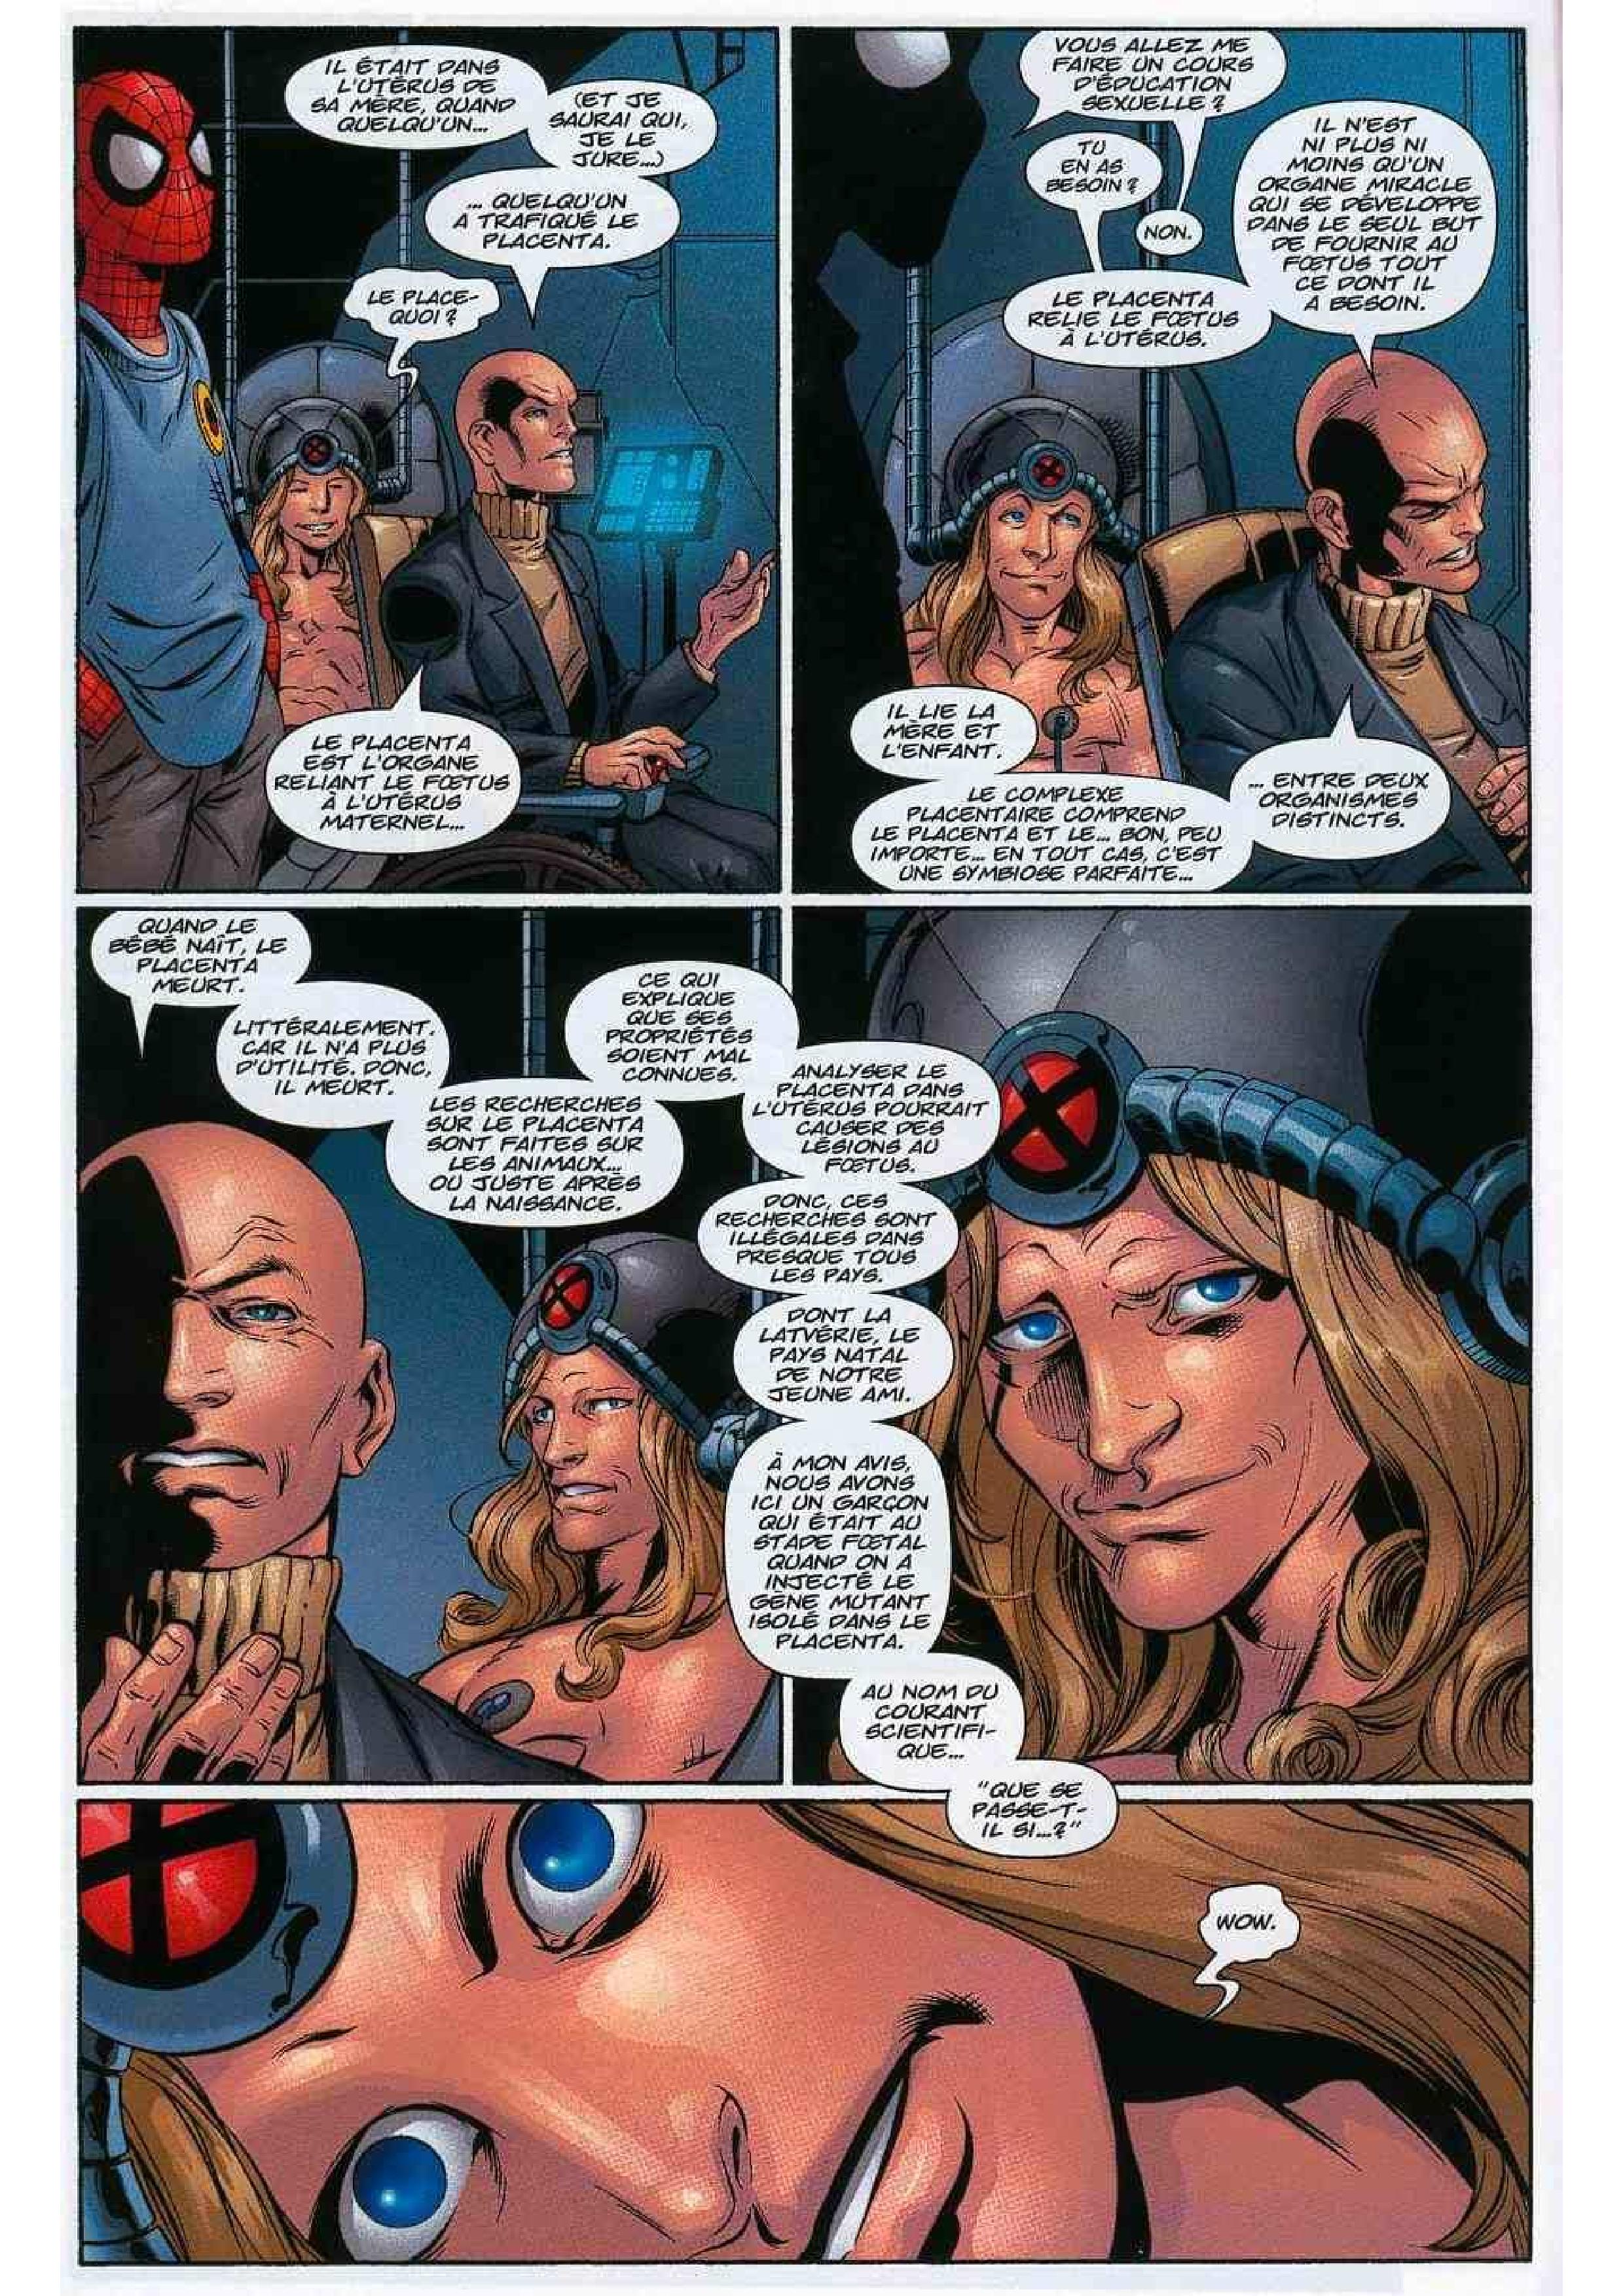 IL ÉTAIT DANS
L'UTÉRUS DE
SA MÈRE, QUAND
QUELQU'UN...
(ET JE
SAURAI QUI,
JE LE
JURE...)
... QUELQU'UN
A TRAFIQUÉ LE
PLACENTA.
LE PLACE-
QUOI ?
LE PLACENTA
EST L'ORGANE
RELIANT LE FŒTUS
À L'UTÉRUS
MATERNEL...
VOUS ALLEZ ME
FAIRE UN COURS
D'ÉDUCATION
SEXUELLE ?
TU
EN AS
BESOIN ?
NON.
LE PLACENTA
RELIE LE FŒTUS
À L'UTÉRUS.
IL N'EST
NI PLUS NI
MOINS QU'UN
ORGANE MIRACLE
QUI SE DÉVELOPPE
DANS LE SEUL BUT
DE FOURNIR AU
FŒTUS TOUT
CE DONT IL
A BESOIN.
IL LIE LA
MÈRE ET
L'ENFANT.
LE COMPLEXE
PLACENTAIRE COMPREND
LE PLACENTA ET LE... BON, PEU
IMPORTE... EN TOUT CAS, C'EST
UNE SYMBIOSE PARFAITE...
... ENTRE DEUX
ORGANISMES
DISTINCTS.
QUAND LE
BÉBÉ NAÎT, LE
PLACENTA
MEURT.
LITTÉRALEMENT.
CAR IL N'A PLUS
D'UTILITÉ. DONC,
IL MEURT.
LES RECHERCHES
SUR LE PLACENTA
SONT FAITES SUR
LES ANIMAUX...
OU JUSTE APRÈS
LA NAISSANCE.
CE QUI
EXPLIQUE
QUE SES
PROPRIÉTÉS
SOIENT MAL
CONNUES.
ANALYSER LE
PLACENTA DANS
L'UTÉRUS POURRAIT
CAUSER DES
LÉSIONS AU
FŒTUS.
DONC, CES
RECHERCHES SONT
ILLÉGALES DANS
PRESQUE TOUS
LES PAYS.
DONT LA
LATVÉRIE, LE
PAYS NATAL
DE NOTRE
JEUNE AMI.
À MON AVIS,
NOUS AVONS
ICI UN GARÇON
QUI ÉTAIT AU
STADE FŒTAL
QUAND ON A
INJECTÉ LE
GÈNE MUTANT
ISOLÉ DANS LE
PLACENTA.
AU NOM DU
COURANT
SCIENTIFI-
QUE...
"QUE SE
PASSE-T-
IL SI...?"
WOW.